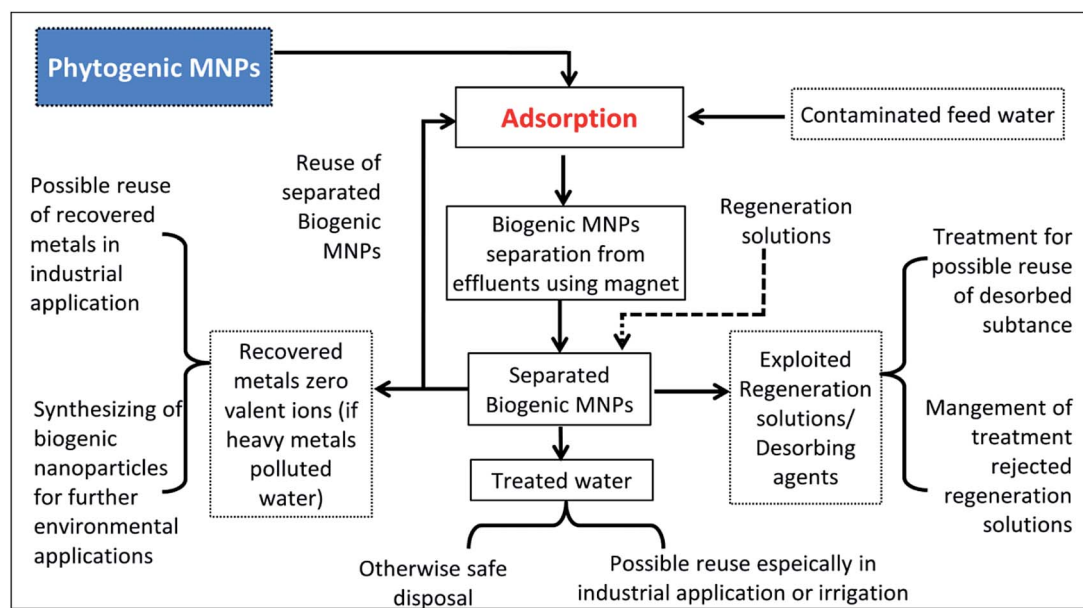 Phytogenic MNPs
Adsorption
Contaminated feed water
Reuse of
separated
Biogenic
MNPs
Possible reuse
of recovered
metals in
industrial
application
Biogenic MNPs
separation from
effluents using magnet
Regeneration
solutions
Treatment for
possible reuse
of desorbed
subtance
Recovered
metals zero
valent ions (if
heavy metals
polluted
water)
Separated
Biogenic MNPs
Exploited
Regeneration
solutions/
Desorbing
agents
Synthesizing of
biogenic
nanoparticles
for further
environmental
applications
Mangement of
treatment
rejected
regeneration
solutions
Treated water
Otherwise safe
disposal
Possible reuse espeically in
industrial application or irrigation